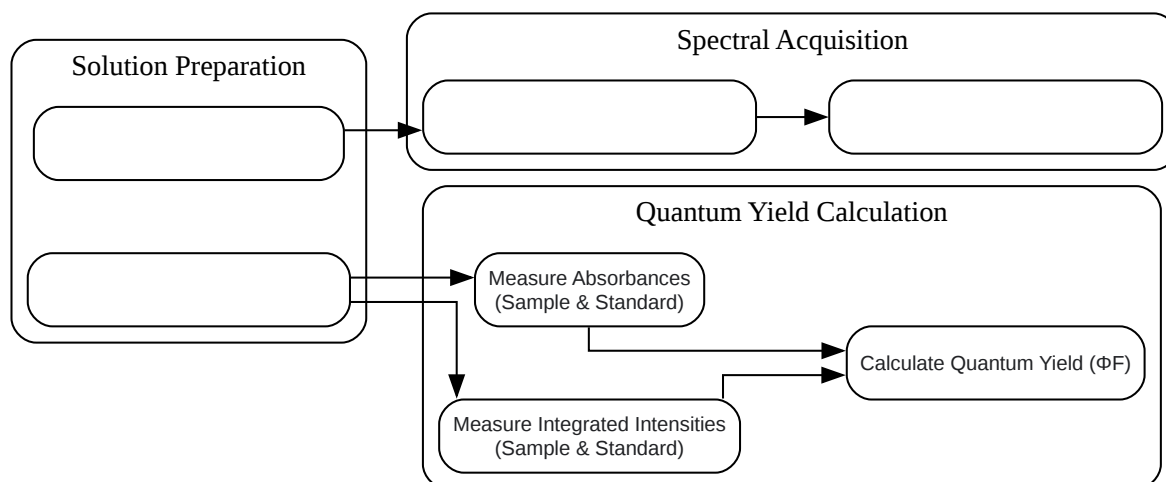 Solution Preparation
Spectral Acquisition
Quantum Yield Calculation
Measure Absorbances
(Sample & Standard)
Calculate Quantum Yield (ΦF)
Measure Integrated Intensities
(Sample & Standard)